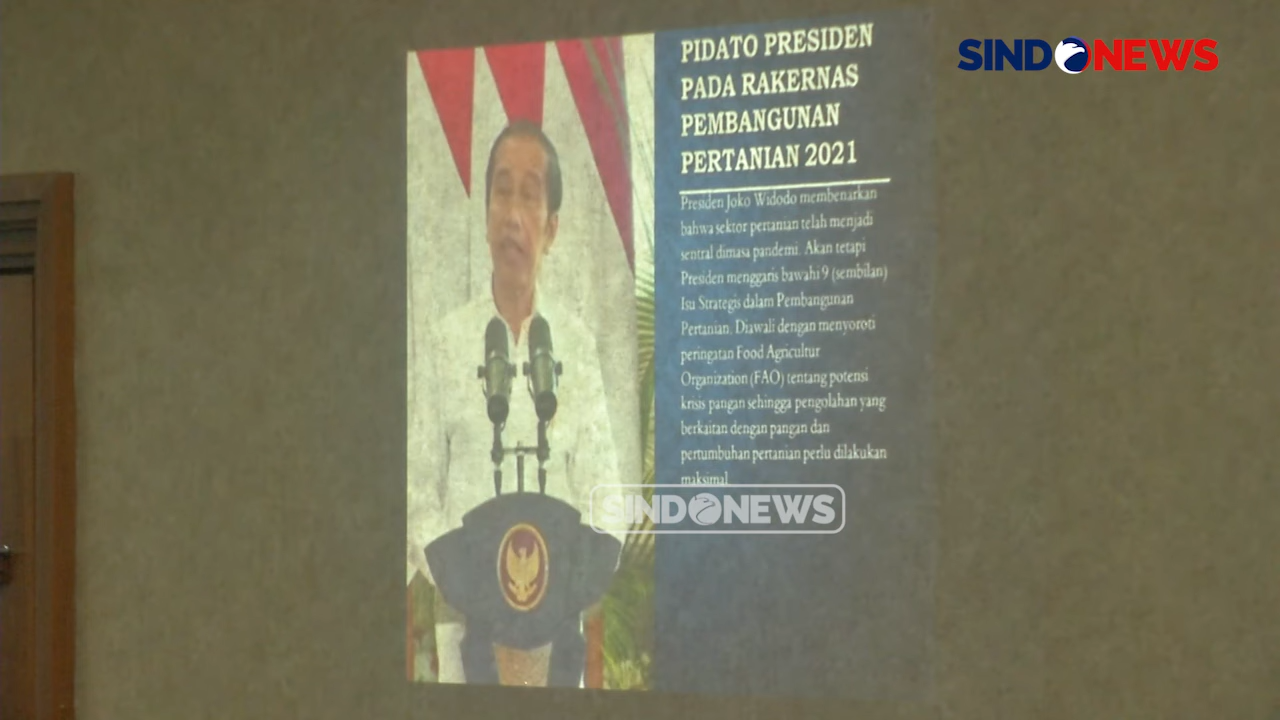 SINDONEWS
PIDATO PRESIDEN
PADA RAKERNAS
PEMBANGUNAN
PERTANIAN 2021
Presiden Joko Widodo membenarkan
bahwa sektor pertanian telah menjadi
sentral dimasa pandemi. Akan tetapi
Presiden menggaris bawahi 9 (sembilan)
Isu Strategis dalam Pembangunan
Pertanian. Diawali dengan menyoroti
peringatan Food Agricultur
Organization (FAO) tentang potensi
krisis pangan sehingga pengolahan yang
berkaitan dengan pangan dan
pertumbuhan pertanian perlu dilakukan
maksimal
SINDONEWS